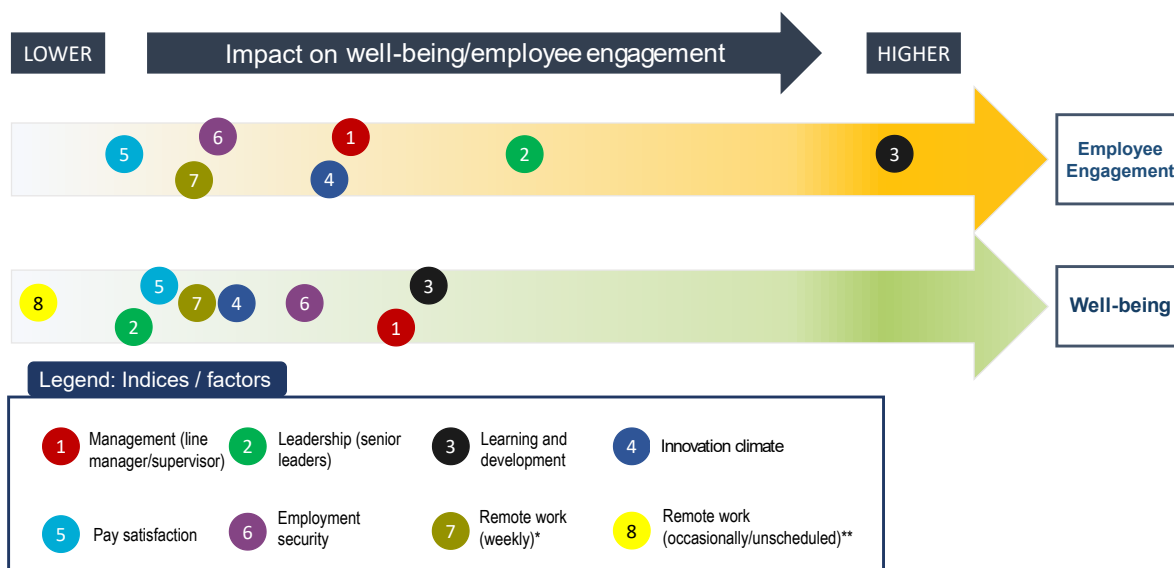 LOWER
Impact on well-being/employee engagement
HIGHER
5
6
7
4
1
2
3
Employee
Engagement
8
2
5
7
4
6
1
3
Well-being
Legend: Indices / factors
1
Management (line
manager/supervisor)
2
Leadership (senior
leaders)
3
Learning and
development
4
Innovation climate
5
Pay satisfaction
6
Employment
security
7
Remote work
(weekly)*
8
Remote work
(occasionally/unscheduled)**